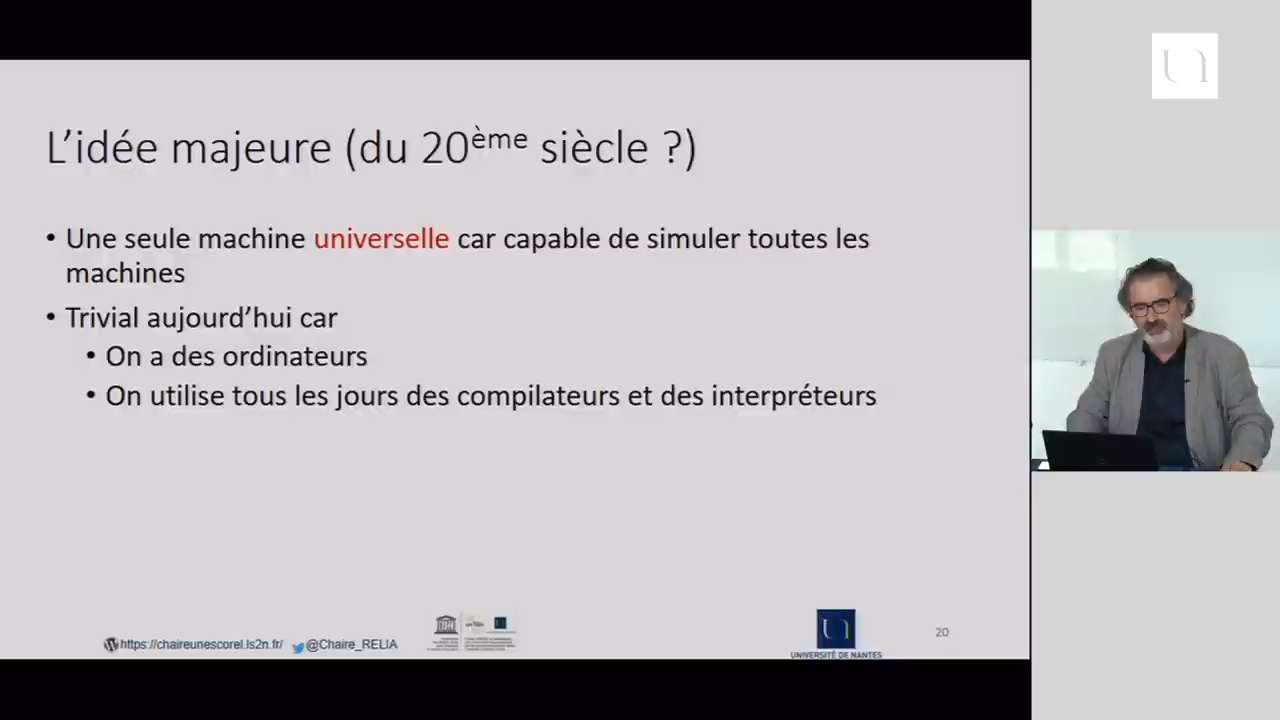 L'idée majeure (du 20ème siècle ?)
• Une seule machine universelle car capable de simuler toutes les
machines
• Trivial aujourd'hui car
• On a des ordinateurs
• On utilise tous les jours des compilateurs et des interpréteurs
https://chaireunescorel.ls2n.fr/
@Chaire_RELIA
UNIVERSITÉ DE NANTES
20